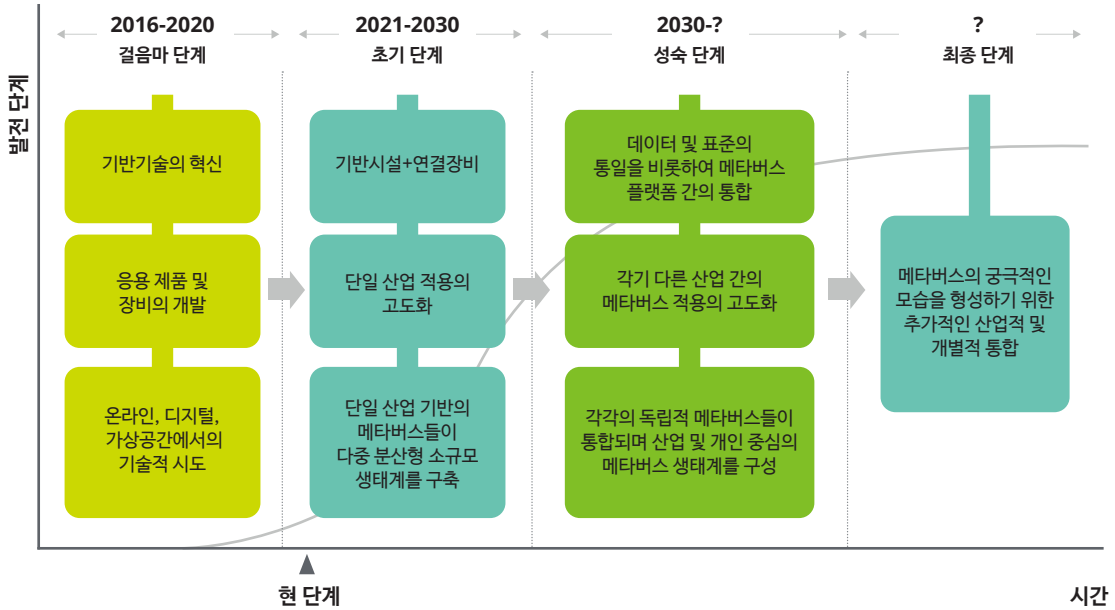 2016-2020
걸음마 단계
2021-2030
초기 단계
2030-?
성숙 단계
?
최종 단계
발전 단계
기반기술의 혁신
응용 제품 및
장비의 개발
온라인, 디지털,
가상공간에서의
기술적 시도
기반시설+연결장비
단일 산업 적용의
고도화
단일 산업 기반의
메타버스들이
다중 분산형 소규모
생태계를 구축
데이터 및 표준의
통일을 비롯하여 메타버스
플랫폼 간의 통합
각기 다른 산업 간의
메타버스 적용의 고도화
각각의 독립적 메타버스들이
통합되며 산업 및 개인 중심의
메타버스 생태계를 구성
메타버스의 궁극적인
모습을 형성하기 위한
추가적인 산업적 및
개별적 통합
현 단계
시간